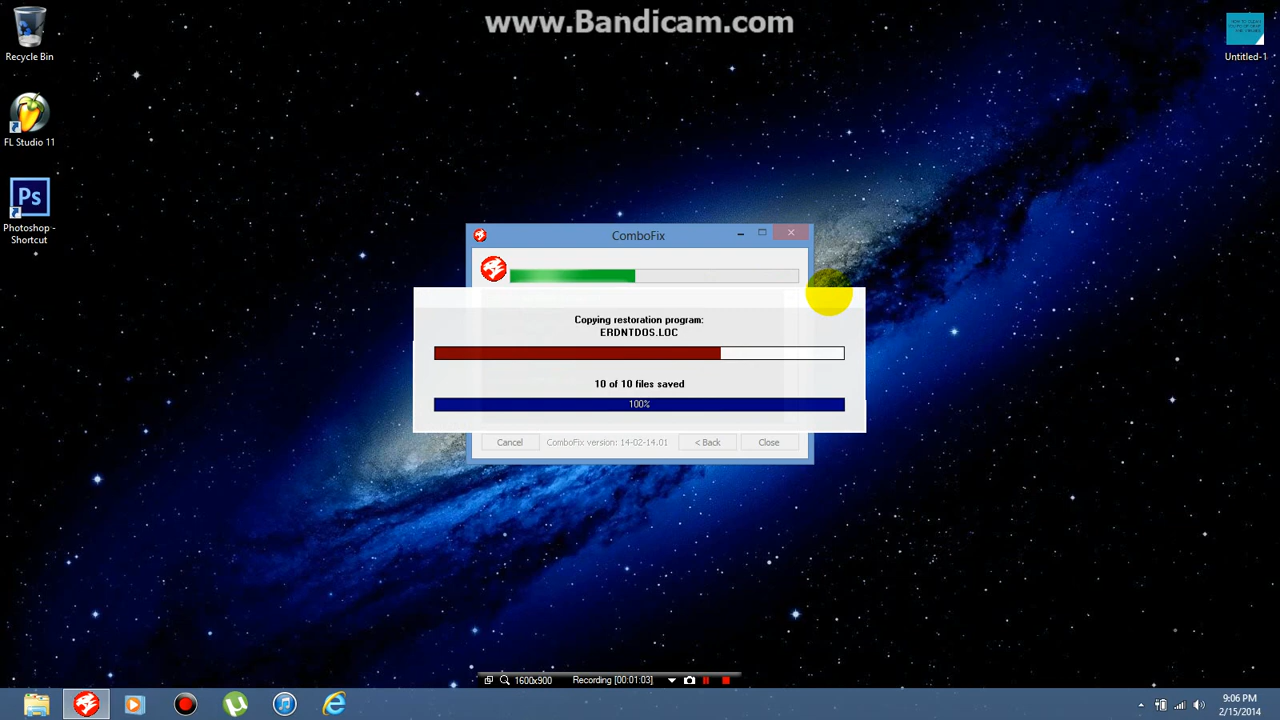 www.Bandicam.com
Recycle Bin
Untitled-1
FL Studio 11
Ps
Photoshop -
Shortcut
ComboFix
Copying restoration program:
ERDNTDOS.LOC
10 of 10 files saved
100%
Cancel
ComboFix version: 14-02-14.01
< Back
Close
1600x900
Recording [00:01:03]
9:06 PM
2/15/2014